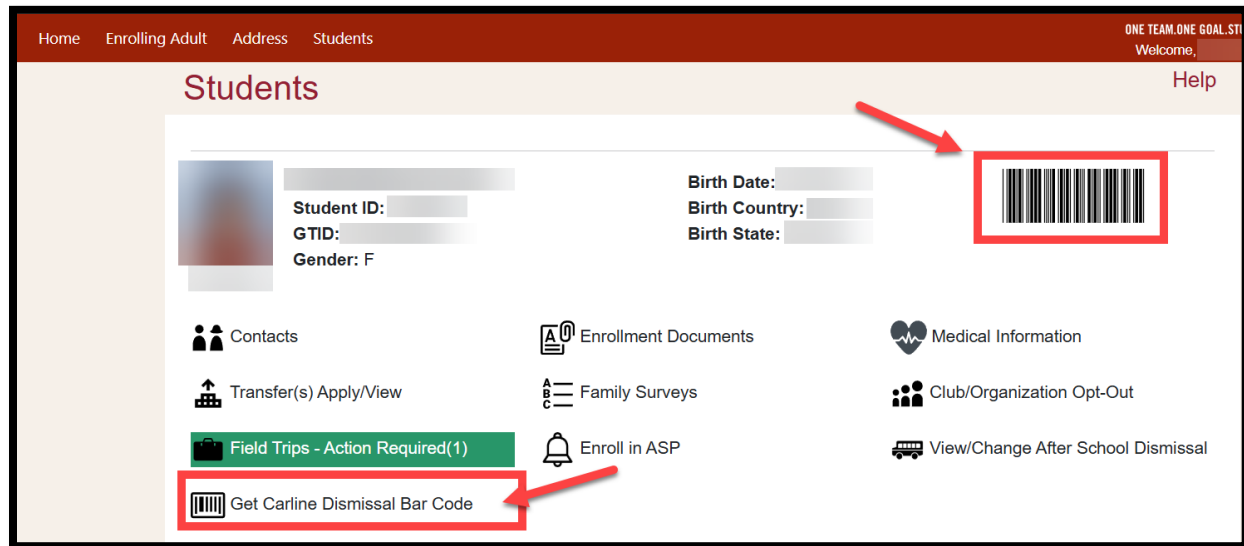 Home Enrolling Adult Address Students
ONE TEAM.ONE GOAL.
Welcome,
Students
Help
Birth Date:
Student ID:
Birth Country:
GTID:
Birth State:
Gender: F
Contacts
Enrollment Documents
Medical Information
Transfer(s) Apply/View
A
B
C
Family Surveys
Club/Organization Opt-Out
Field Trips - Action Required(1)
Enroll in ASP
View/Change After School Dismissal
Get Carline Dismissal Bar Code